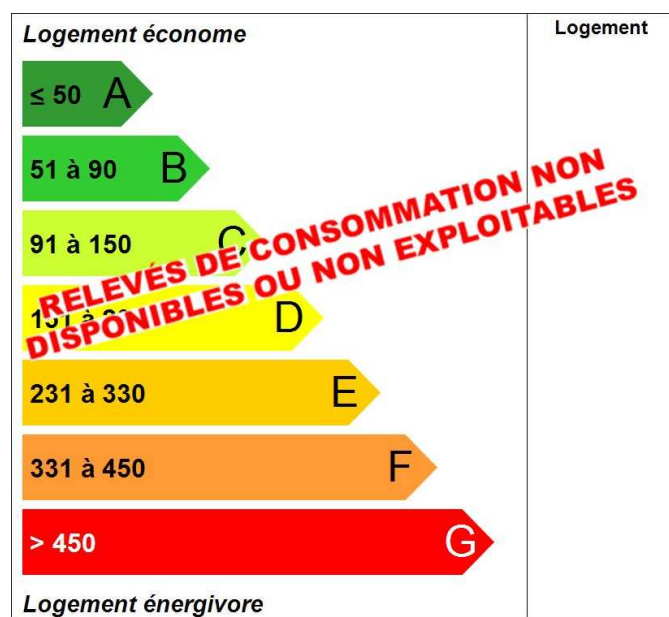 Logement économe
Logement
≤ 50 A
51 à 90 B
91 à 150 C
RELEVÉS DE CONSOMMATION NON
DISPONIBLES OU NON EXPLOITABLES
151 à D
231 à 330 E
331 à 450 F
> 450 G
Logement énergivore